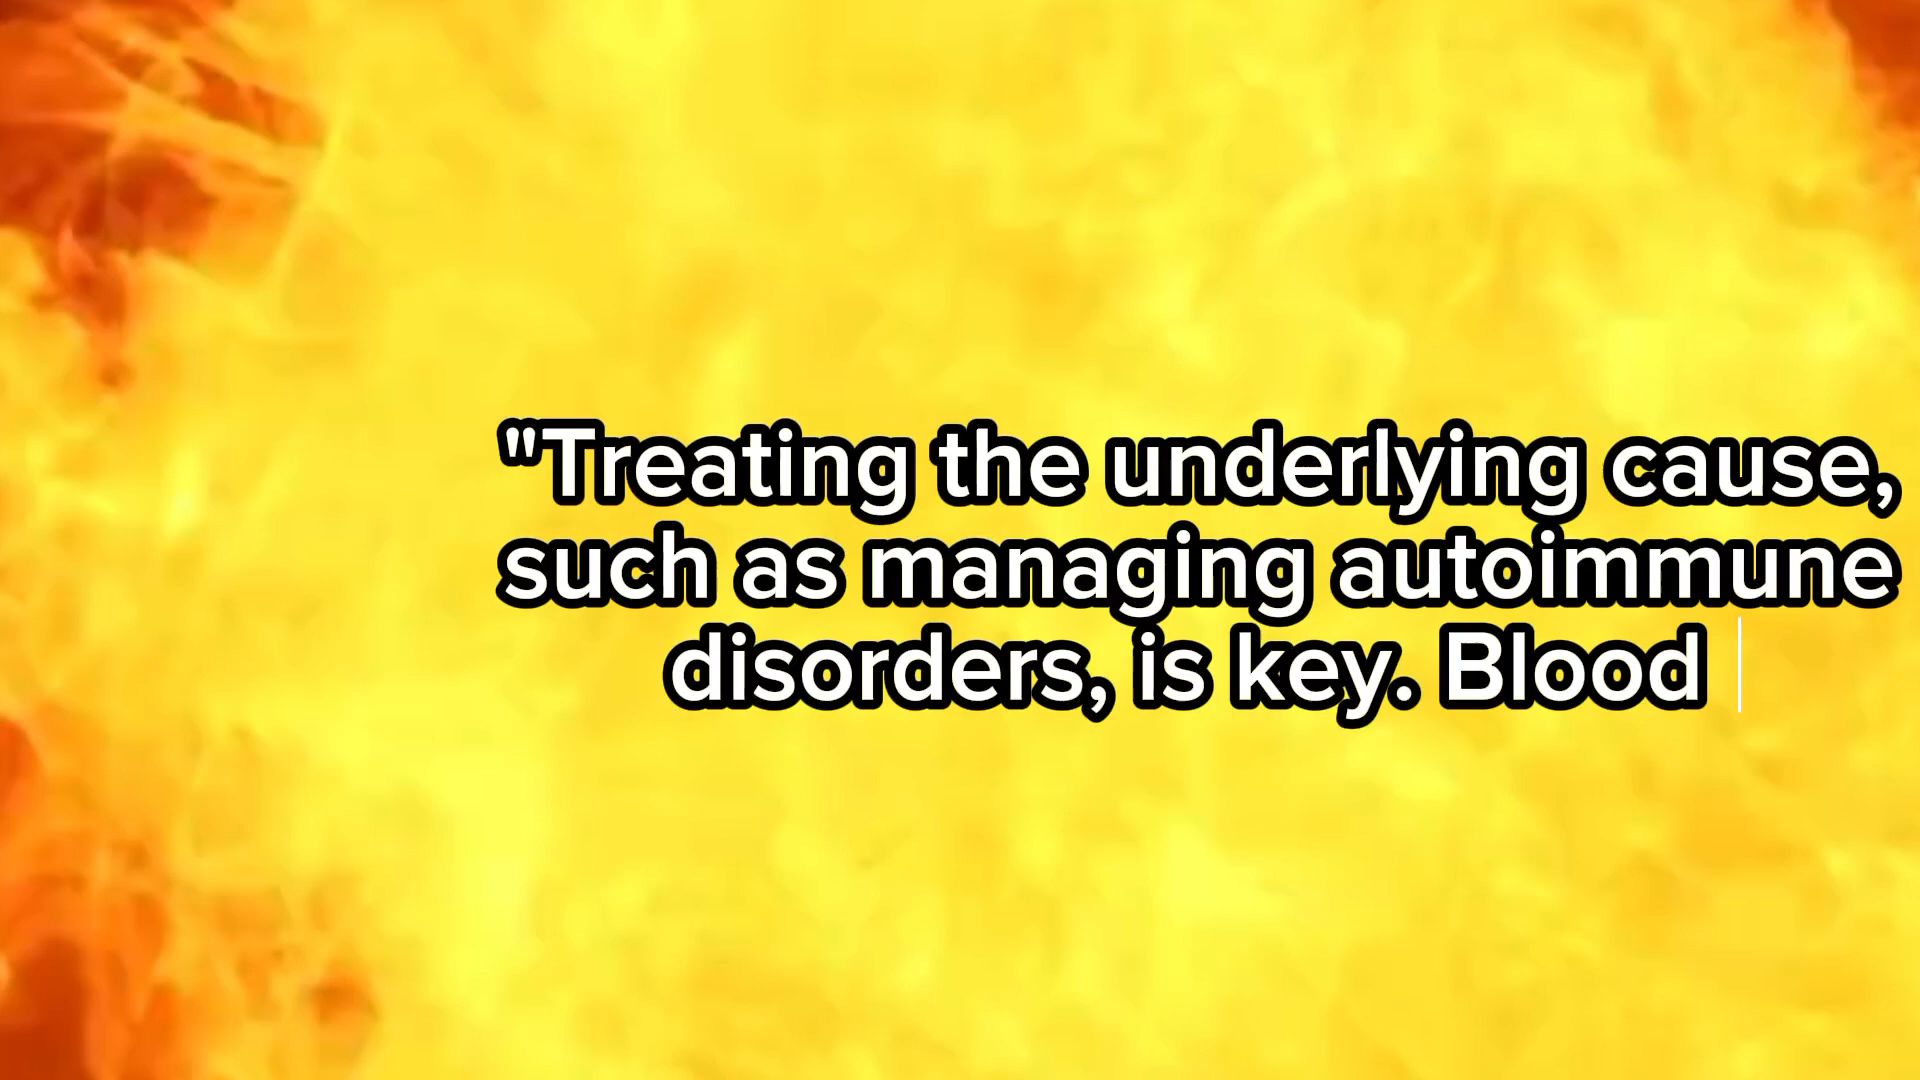 "Treating the underlying cause,
such as managing autoimmune
disorders, is key. Blood